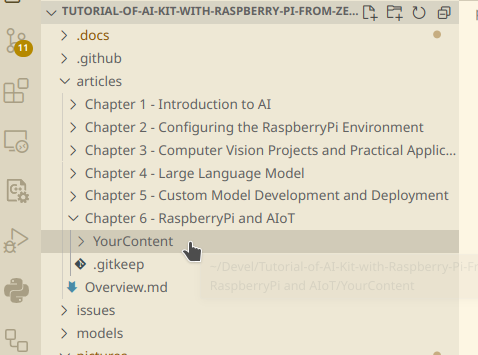 TUTORIAL-OF-AI-KIT-WITH-RASPBERRY-PI-FROM-ZE...
.docs
11
.github
articles
Chapter 1 - Introduction to AI
Chapter 2 - Configuring the RaspberryPi Environment
Chapter 3 - Computer Vision Projects and Practical Applic...
Chapter 4 - Large Language Model
Chapter 5 - Custom Model Development and Deployment
Chapter 6 - RaspberryPi and AIoT
YourContent
.gitkeep
~/Devel/Tutorial-of-AI-Kit-with-Raspberry-Pi-Fr
Overview.md
RaspberryPi and AIoT/YourContent
issues
models
pictures